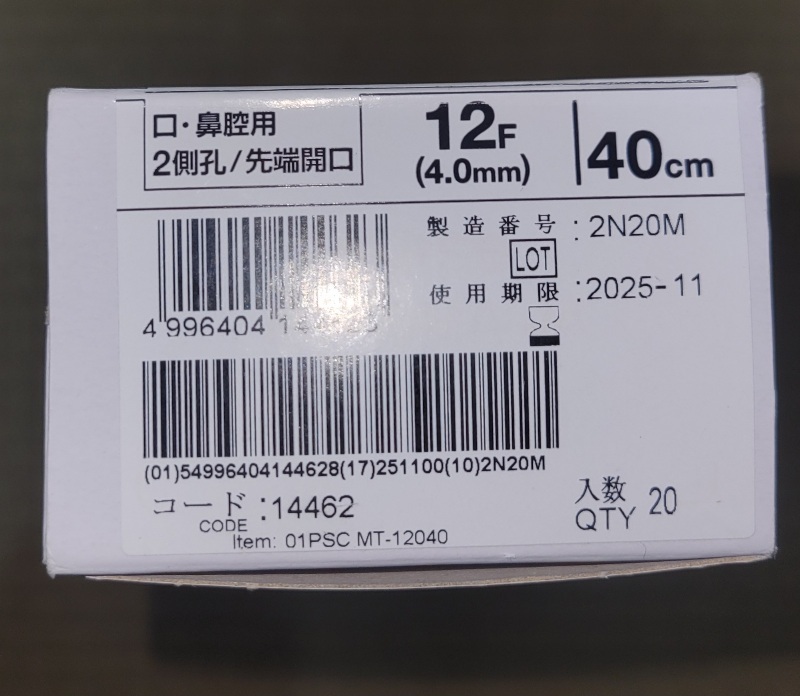 口・鼻腔用
2側孔/先端開口
12F
(4.0mm)
40cm
製造番号 : 2N20M
LOT
使用期限 : 2025-11
4 996404
(01)54996404144628(17)251100(10)2N20M
コード : 14462
CODE
Item: 01PSC MT-12040
入数
QTY 20